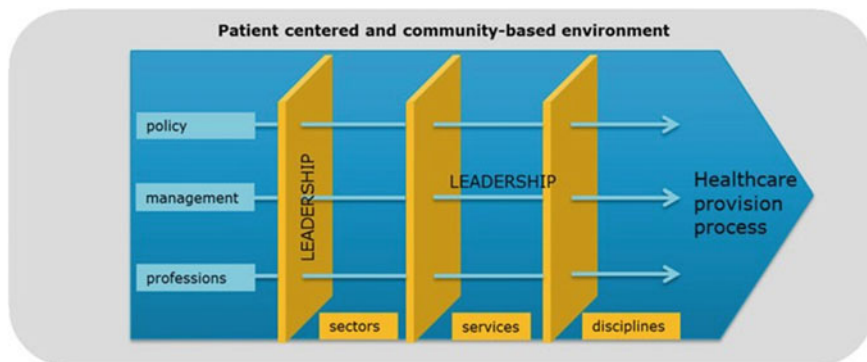 Patient centered and community-based environment
policy
management
professions
LEADERSHIP
LEADERSHIP
Healthcare
provision
process
sectors
services
disciplines